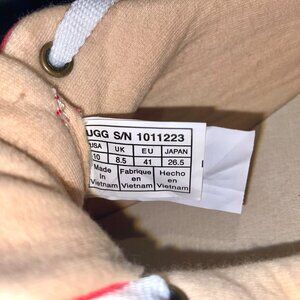 UGG S/N 1011223
USA UK EU JAPAN
10 8.5 41 26.5
Made Fabrique Hecho
in en en
Vietnam Vietnam Vietnam